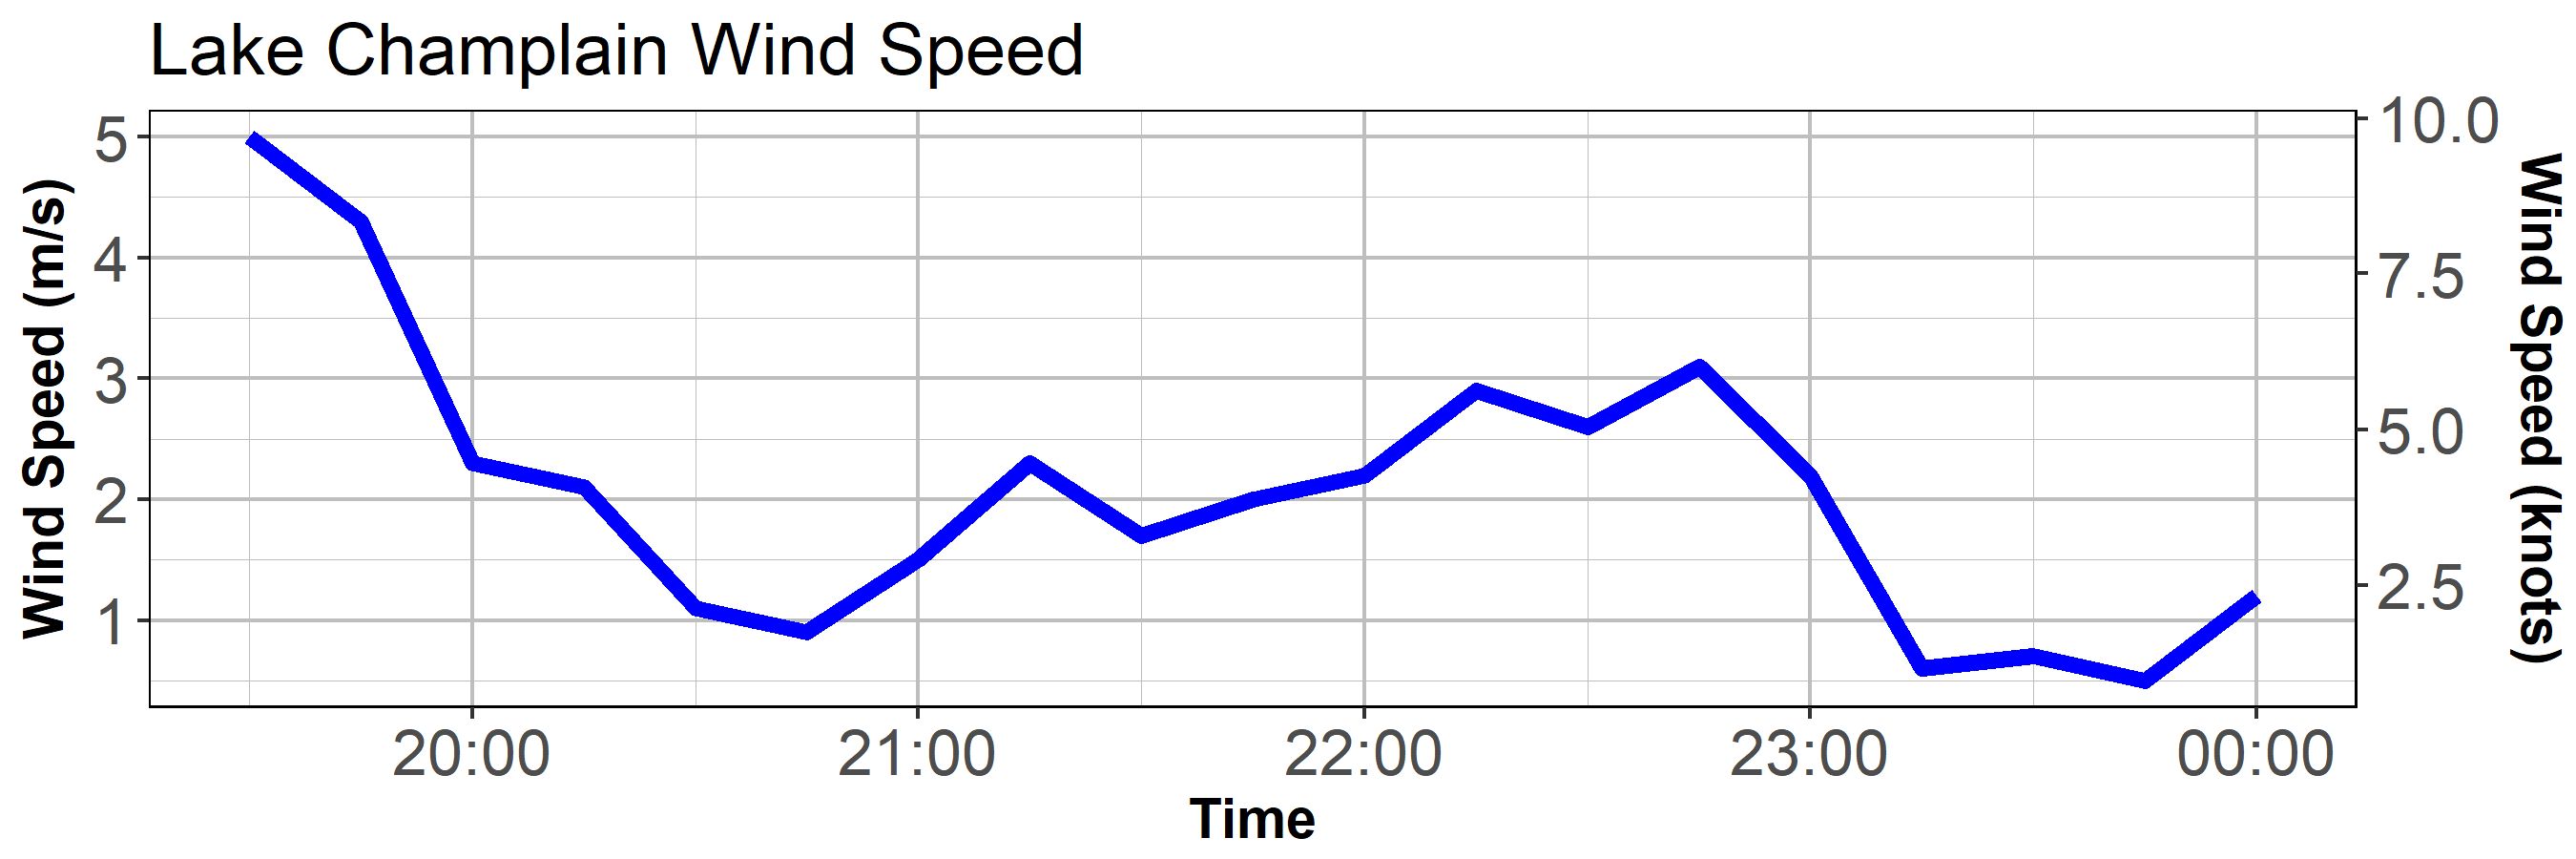 Lake Champlain Wind Speed
Wind Speed (m/s)
5
4
3
2
1
10.0
7.5
5.0
2.5
Wind Speed (knots)
20:00 21:00 22:00 23:00 00:00
Time